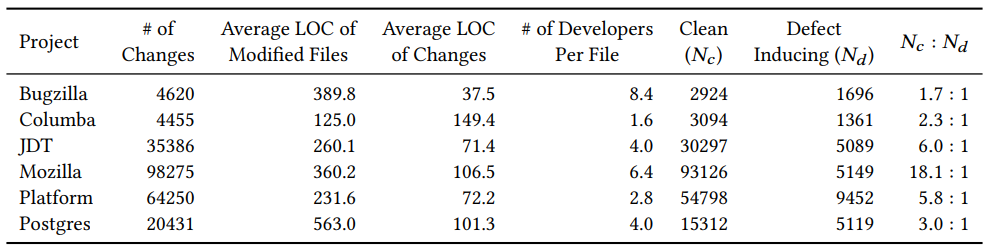 Project # of Changes Average LOC of Modified Files Average LOC of Changes # of Developers Per File Clean (Nc) Defect Inducing (Nd) Nc : Nd
Bugzilla 4620 389.8 37.5 8.4 2924 1696 1.7 : 1
Columba 4455 125.0 149.4 1.6 3094 1361 2.3 : 1
JDT 35386 260.1 71.4 4.0 30297 5089 6.0 : 1
Mozilla 98275 360.2 106.5 6.4 93126 5149 18.1 : 1
Platform 64250 231.6 72.2 2.8 54798 9452 5.8 : 1
Postgres 20431 563.0 101.3 4.0 15312 5119 3.0 : 1